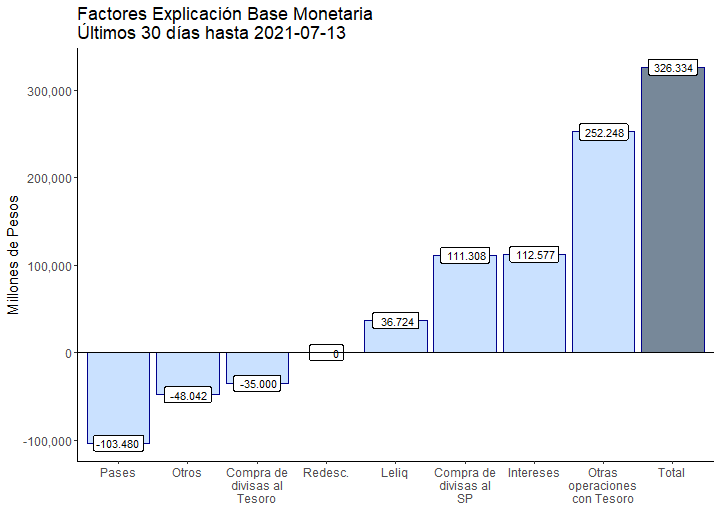 Factores Explicación Base Monetaria
Últimos 30 días hasta 2021-07-13
Millones de Pesos
300,000
200,000
100,000
0
-100,000
-103.480
-48.042
-35.000
0
36.724
111.308
112.577
252.248
326.334
Pases
Otros
Compra de
divisas al
Tesoro
Redesc.
Leliq
Compra de
divisas al
SP
Intereses
Otras
operaciones
con Tesoro
Total